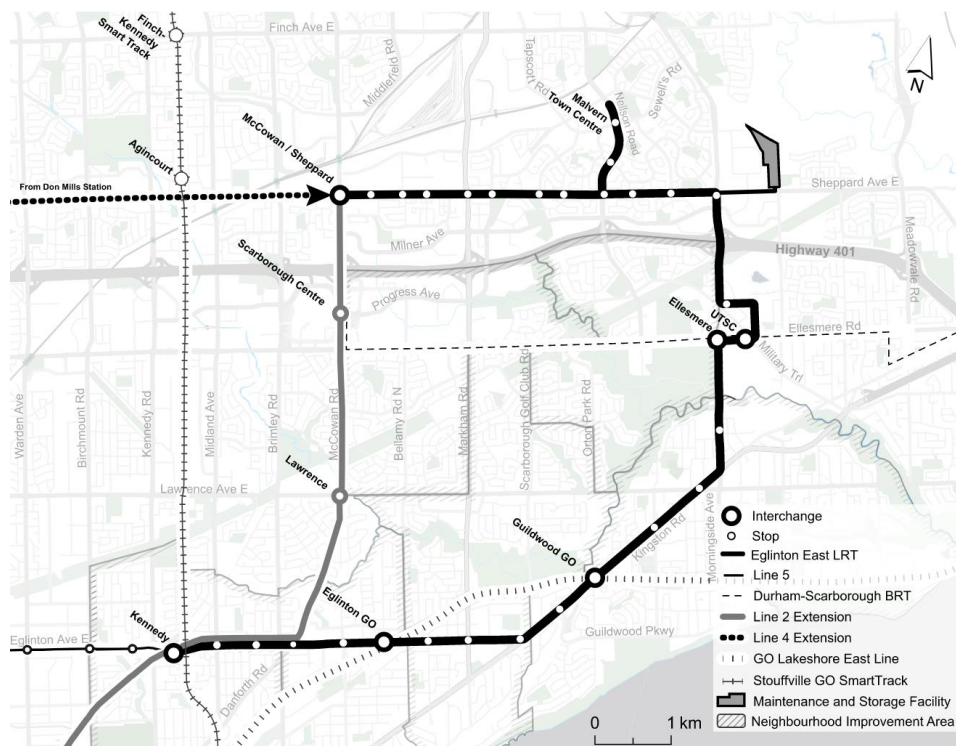 Finch-
Kennedy
Smart Track
Finch Ave E
Middlefield Rd
Tapscott Rd
Malvern
Town Centre
Neilson Road
Sewell's Rd
N
McCowan / Sheppard
Agincourt
From Don Mills Station
Sheppard Ave E
Milner Ave
Highway 401
Meadowvale Rd
Scarborough Centre
Progress Ave
Ellesmere
UTSC
Ellesmere Rd
Military Trl
Warden Ave
Birchmount Rd
Kennedy Rd
Midland Ave
Brimley Rd
McCowan Rd
Bellamy Rd N
Markham Rd
Scarborough Golf Club Rd
Orton Park Rd
Lawrence
Lawrence Ave E
Guildwood GO
Kingston Rd
Morningside Ave
Eglinton GO
Kennedy
Eglinton Ave E
Danforth Rd
Guildwood Pkwy
Interchange
Stop
Eglinton East LRT
Line 5
Durham-Scarborough BRT
Line 2 Extension
Line 4 Extension
GO Lakeshore East Line
Stouffville GO SmartTrack
Maintenance and Storage Facility
Neighbourhood Improvement Area
0 1 km